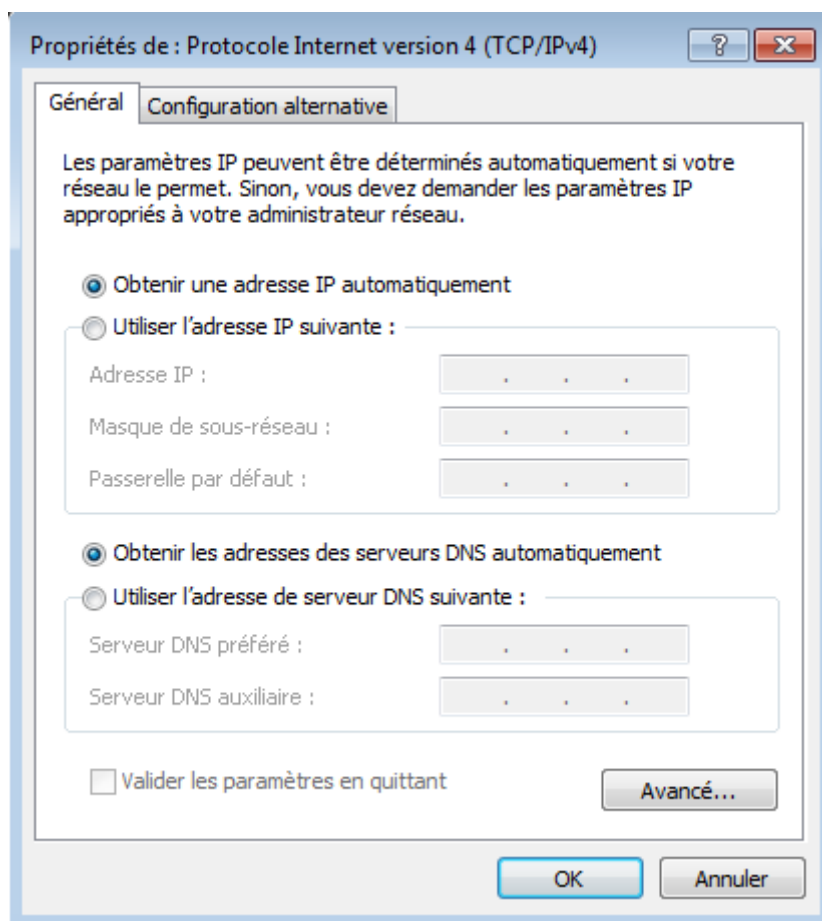 Propriétés de : Protocole Internet version 4 (TCP/IPv4)
Général
Configuration alternative
Les paramètres IP peuvent être déterminés automatiquement si votre
réseau le permet. Sinon, vous devez demander les paramètres IP
appropriés à votre administrateur réseau.
Obtenir une adresse IP automatiquement
Utiliser l'adresse IP suivante :
Adresse IP :
Masque de sous-réseau :
Passerelle par défaut :
Obtenir les adresses des serveurs DNS automatiquement
Utiliser l'adresse de serveur DNS suivante :
Serveur DNS préféré :
Serveur DNS auxiliaire :
Valider les paramètres en quittant
Avancé...
OK
Annuler